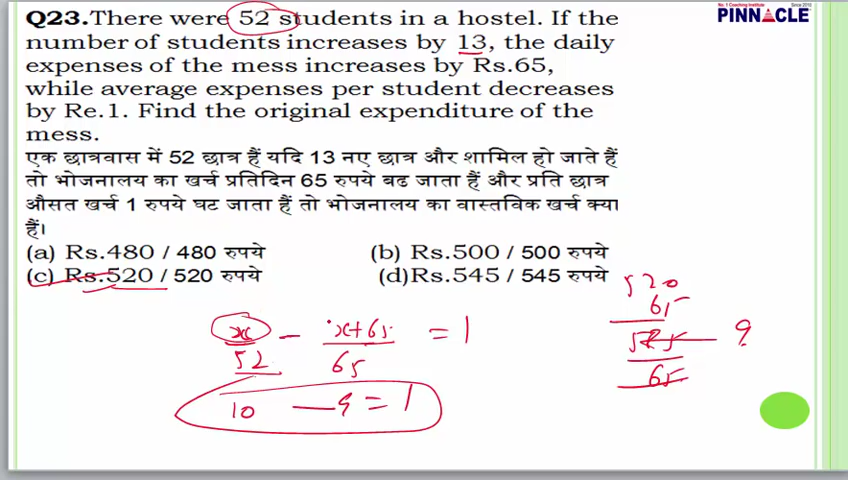 Q23.There were 52 students in a hostel. If the
number of students increases by 13, the daily
expenses of the mess increases by Rs.65,
while average expenses per student decreases
by Re.1. Find the original expenditure of the
mess.
एक छात्रवास में 52 छात्र हैं यदि 13 नए छात्र और शामिल हो जाते हैं
तो भोजनालय का खर्च प्रतिदिन 65 रुपये बढ जाता हैं और प्रति छात्र
औसत खर्च 1 रुपये घट जाता हैं तो भोजनालय का वास्तविक खर्च क्या
हैं।
(a) Rs.480 / 480 रुपये (b) Rs.500 / 500 रुपये
(c) Rs.520 / 520 रुपये (d)Rs.545 / 545 रुपये
PINNACLE
x - x+65 = 1
52 65
10 — 9 = 1
520
65
9
65